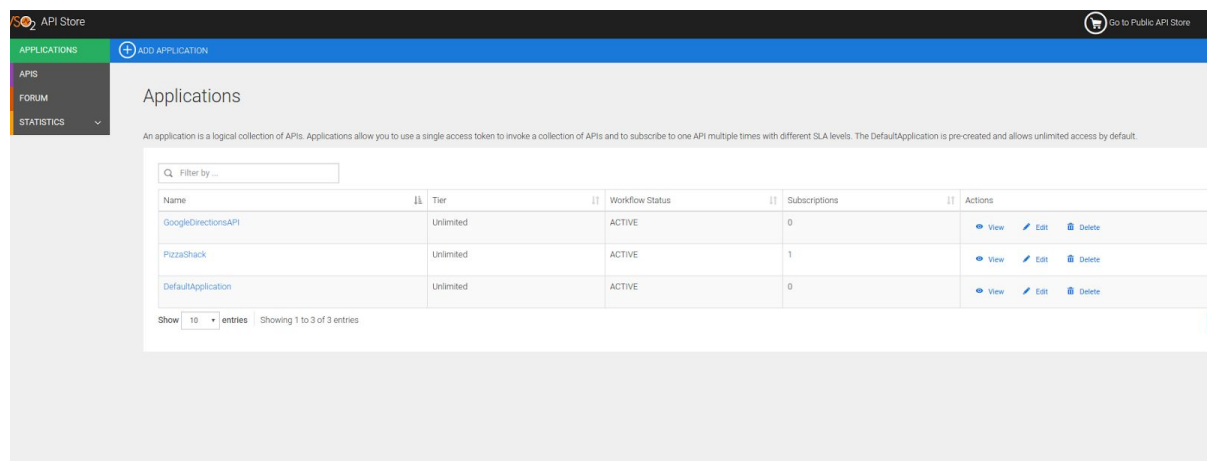 SO2 API Store
Go to Public API Store
APPLICATIONS
ADD APPLICATION
APIS
FORUM
STATISTICS
Applications
An application is a logical collection of APIs. Applications allow you to use a single access token to invoke a collection of APIs and to subscribe to one API multiple times with different SLA levels. The DefaultApplication is pre-created and allows unlimited access by default.
Filter by ...
Name Tier Workflow Status Subscriptions Actions
GoogleDirectionsAPI Unlimited ACTIVE 0 View Edit Delete
PizzaShack Unlimited ACTIVE 1 View Edit Delete
DefaultApplication Unlimited ACTIVE 0 View Edit Delete
Show 10 entries Showing 1 to 3 of 3 entries